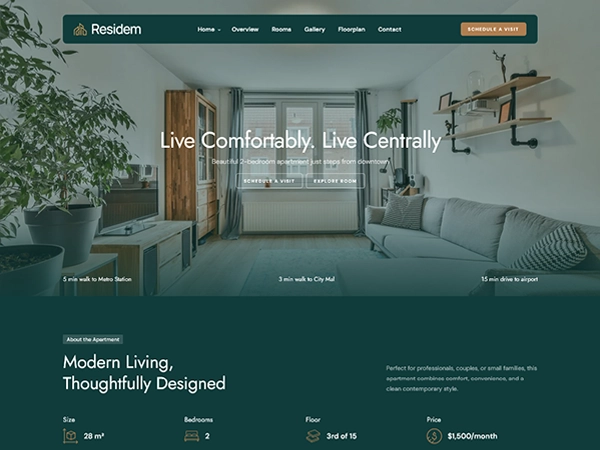 Residem
Home Overview Rooms Gallery Floorplan Contact
SCHEDULE A VISIT
Live Comfortably. Live Centrally
Beautiful 2-bedroom apartment just steps from downtown
SCHEDULE A VISIT EXPLORE ROOM
5 min walk to Metro Station 3 min walk to City Mal 15 min drive to airport
About the Apartment
Modern Living,
Thoughtfully Designed
Perfect for professionals, couples, or small families, this
apartment combines comfort, convenience, and a
clean contemporary style.
Size Bedrooms Floor Price
28 m² 2 3rd of 15 $1,500/month